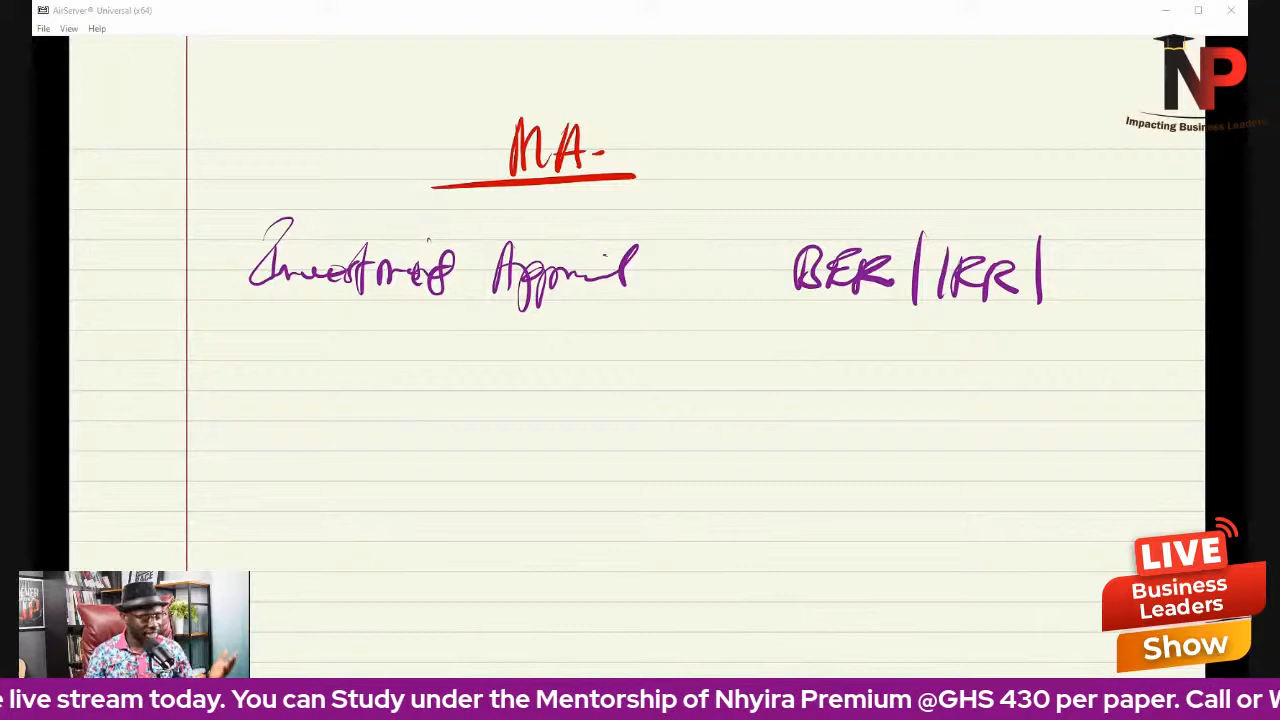 AirServer® Universal (x64)
File View Help
NP
Impacting Business Leaders
MA.
Investment Appraisal BER | IRR |
LIVE
Business
Leaders
Show
e live stream today. You can Study under the Mentorship of Nhyira Premium @GHS 430 per paper. Call or W